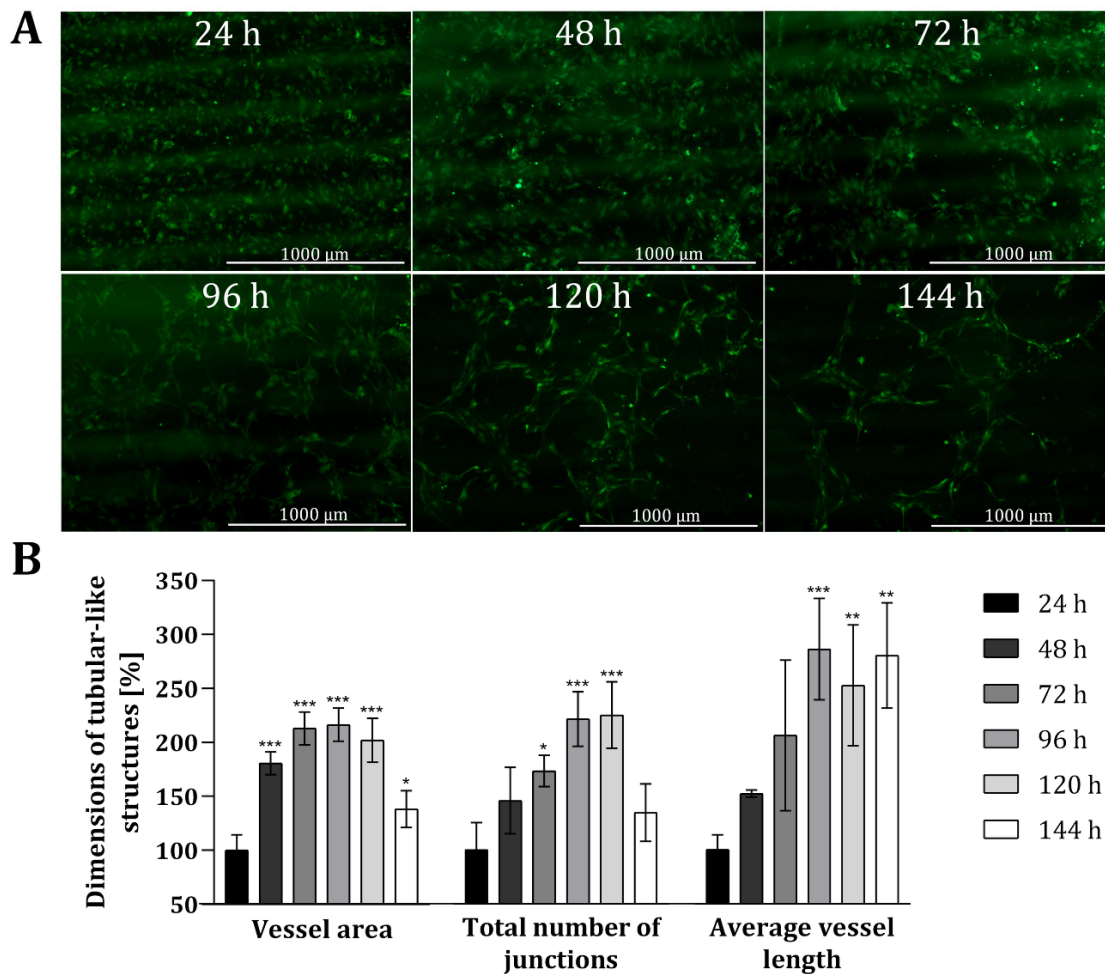 A
24 h
48 h
72 h
1000 µm
1000 µm
1000 µm
96 h
120 h
144 h
1000 µm
1000 µm
1000 µm
B
Dimensions of tubular-like
structures [%]
350
300
250
200
150
100
50
***
***
***
***
*
*
***
***
***
**
**
Vessel area
Total number of
junctions
Average vessel
length
24 h
48 h
72 h
96 h
120 h
144 h